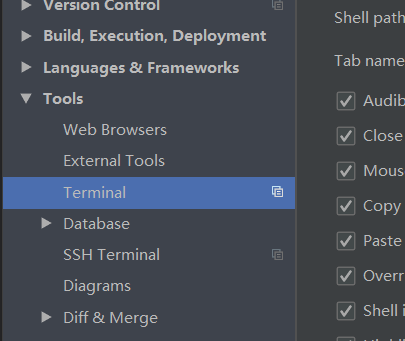 Version Control
Build, Execution, Deployment
Languages & Frameworks
Tools
Web Browsers
External Tools
Terminal
Database
SSH Terminal
Diagrams
Diff & Merge
Shell path
Tab name
Audib
Close
Mous
Copy
Paste
Overr
Shell i